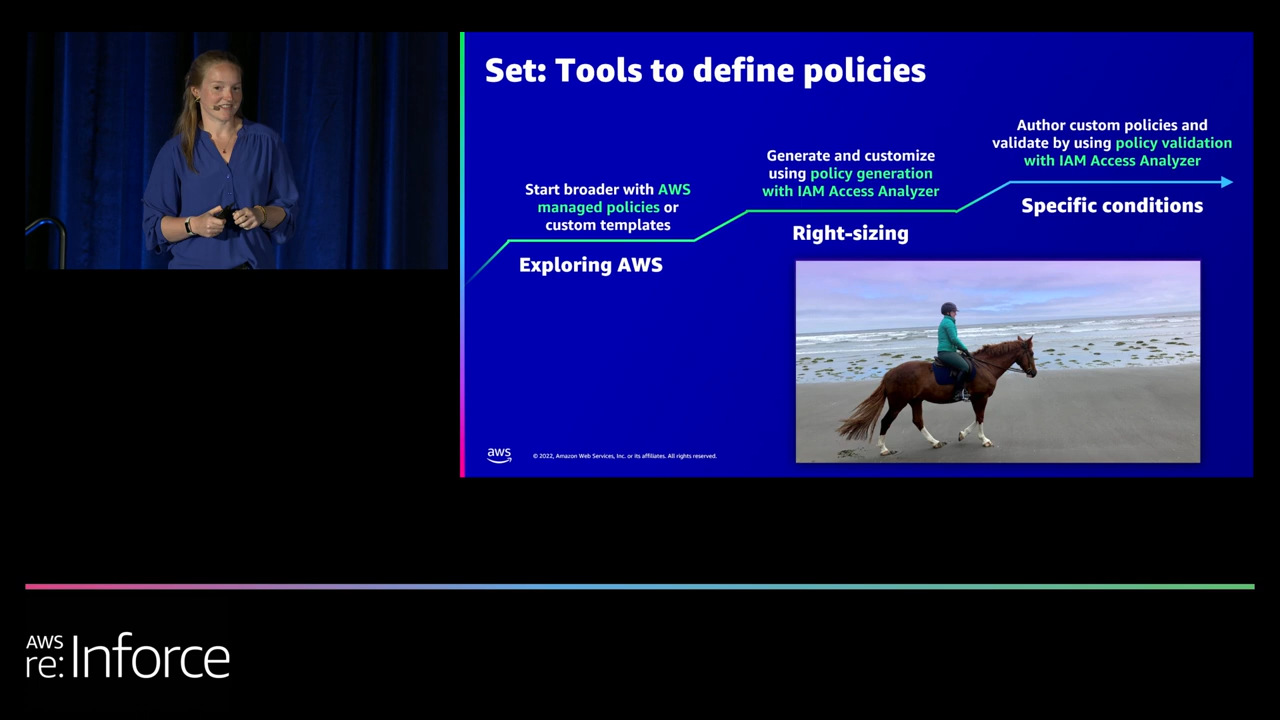 Set: Tools to define policies
Start broader with AWS
managed policies or
custom templates
Exploring AWS
Generate and customize
using policy generation
with IAM Access Analyzer
Right-sizing
Author custom policies and
validate by using policy validation
with IAM Access Analyzer
Specific conditions
aws
© 2022, Amazon Web Services, Inc. or its affiliates. All rights reserved.
AWS
re:Inforce